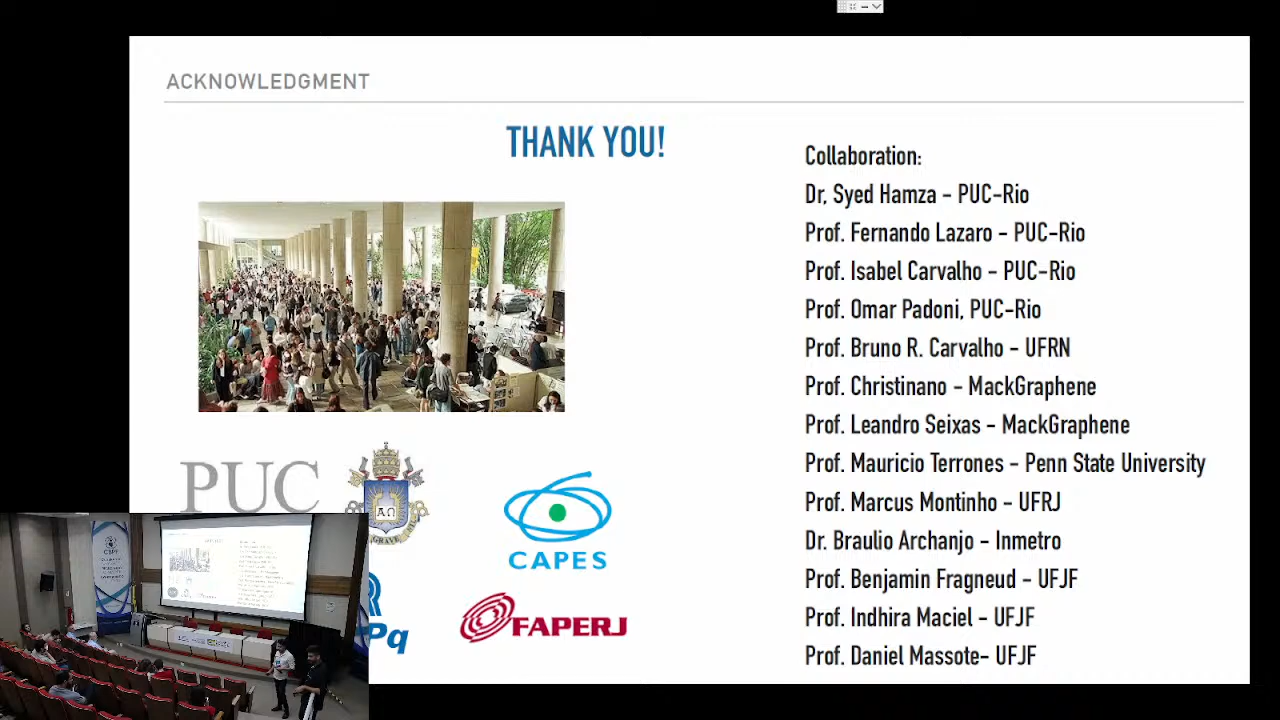 ACKNOWLEDGMENT
THANK YOU!
Collaboration:
Dr, Syed Hamza - PUC-Rio
Prof. Fernando Lazaro - PUC-Rio
Prof. Isabel Carvalho - PUC-Rio
Prof. Omar Padoni, PUC-Rio
Prof. Bruno R. Carvalho - UFRN
Prof. Christinano - MackGraphene
Prof. Leandro Seixas - MackGraphene
Prof. Mauricio Terrones - Penn State University
Prof. Marcus Montinho - UFRJ
Dr. Braulio Archanjo - Inmetro
Prof. Benjamin Fragneud - UFJF
Prof. Indhira Maciel - UFJF
Prof. Daniel Massote- UFJF
PUC
ΑΩ
GRAVE
CAPES
Pq
FAPERJ
CBPF